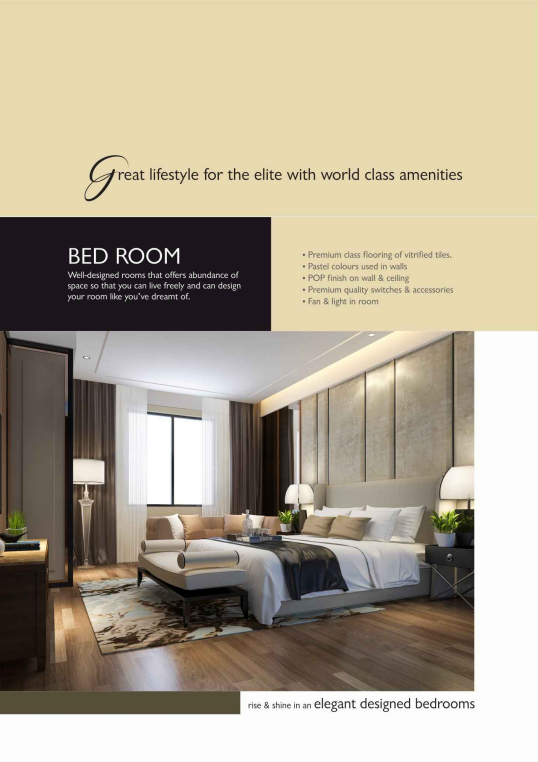 Great lifestyle for the elite with world class amenities
BED ROOM
Well-designed rooms that offers abundance of
space so that you can live freely and can design
your room like you've dreamt of.
• Premium class flooring of vitrified tiles.
• Pastel colours used in walls
• POP finish on wall & ceiling
• Premium quality switches & accessories
• Fan & light in room
rise & shine in an elegant designed bedrooms